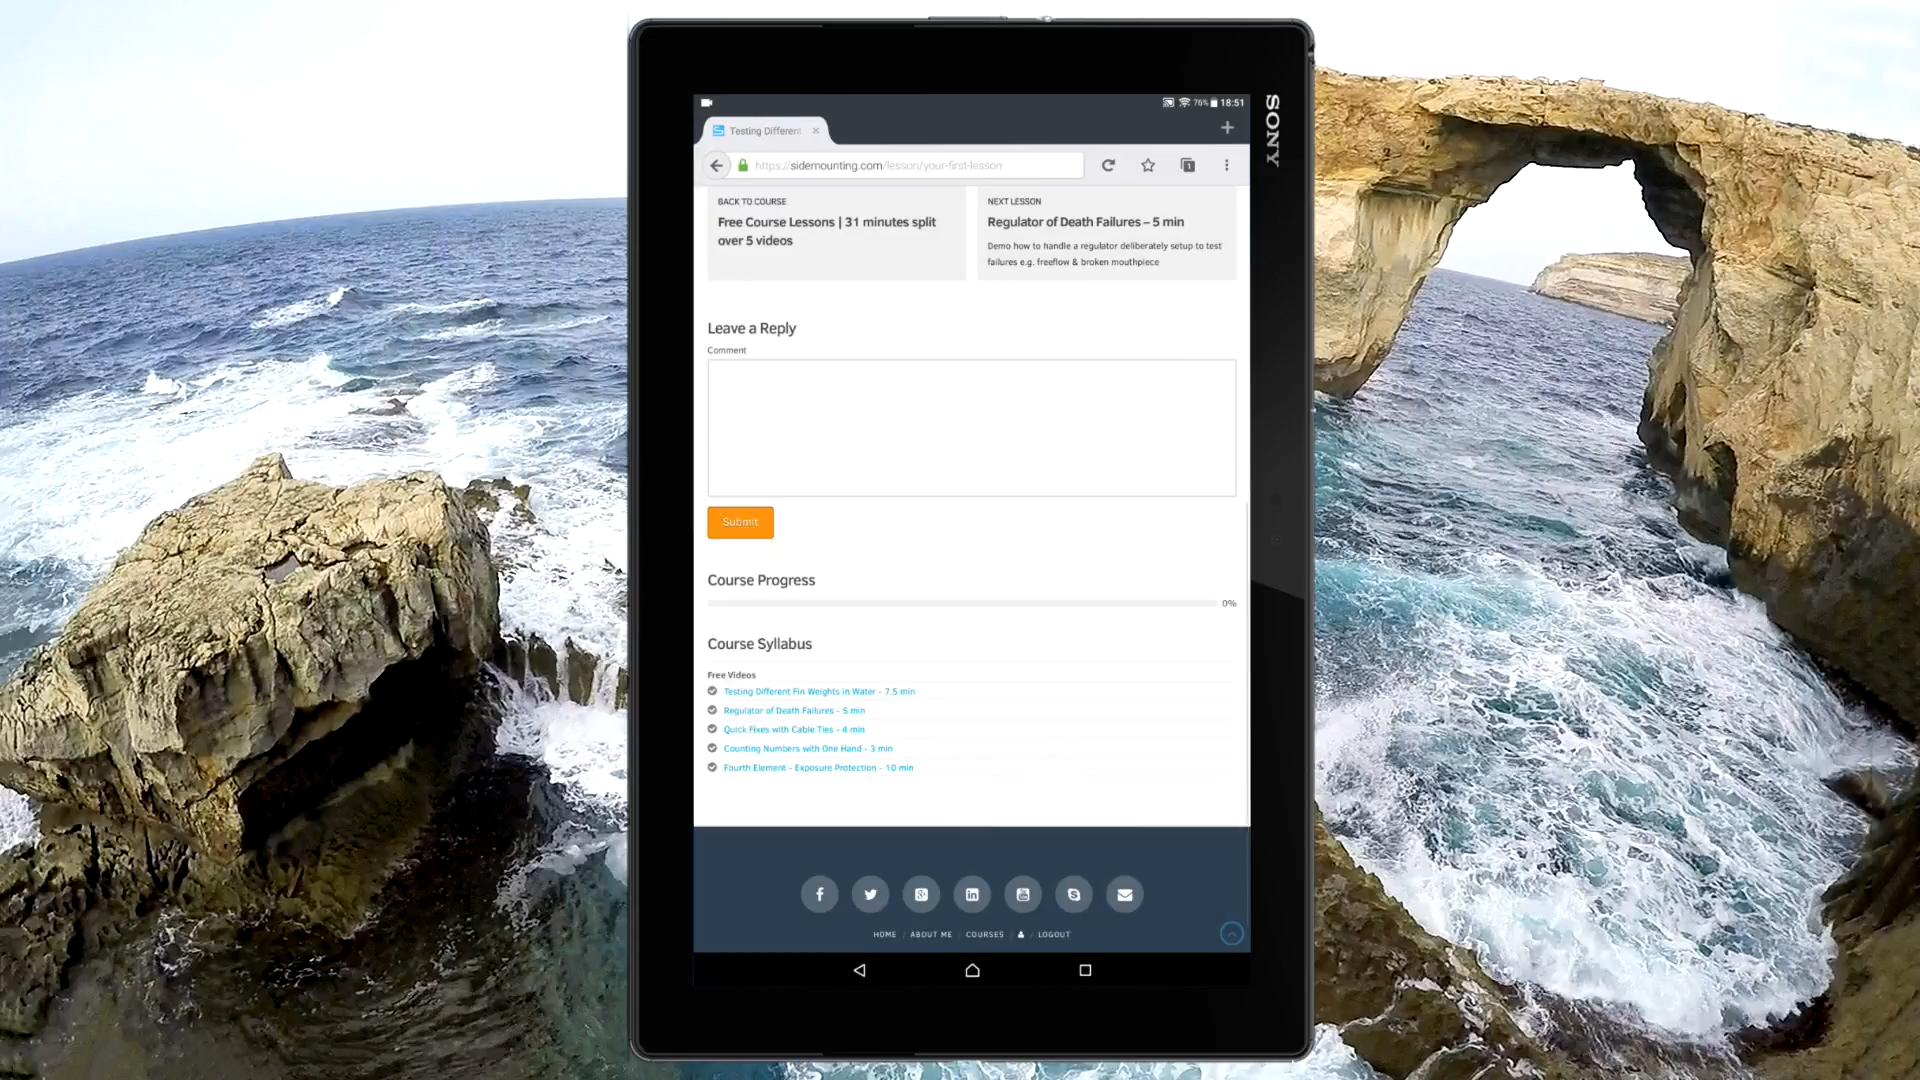 76% 18:51
SONY
Testing Different
https://sidemounting.com/lesson/your-first-lesson
BACK TO COURSE
Free Course Lessons | 31 minutes split
over 5 videos
NEXT LESSON
Regulator of Death Failures – 5 min
Demo how to handle a regulator deliberately setup to test
failures e.g. freeflow & broken mouthpiece
Leave a Reply
Comment
Submit
Course Progress
0%
Course Syllabus
Free Videos
Testing Different Fin Weights in Water - 7.5 min
Regulator of Death Failures - 5 min
Quick Fixes with Cable Ties - 4 min
Counting Numbers with One Hand - 3 min
Fourth Element - Exposure Protection - 10 min
HOME / ABOUT ME / COURSES / / LOGOUT